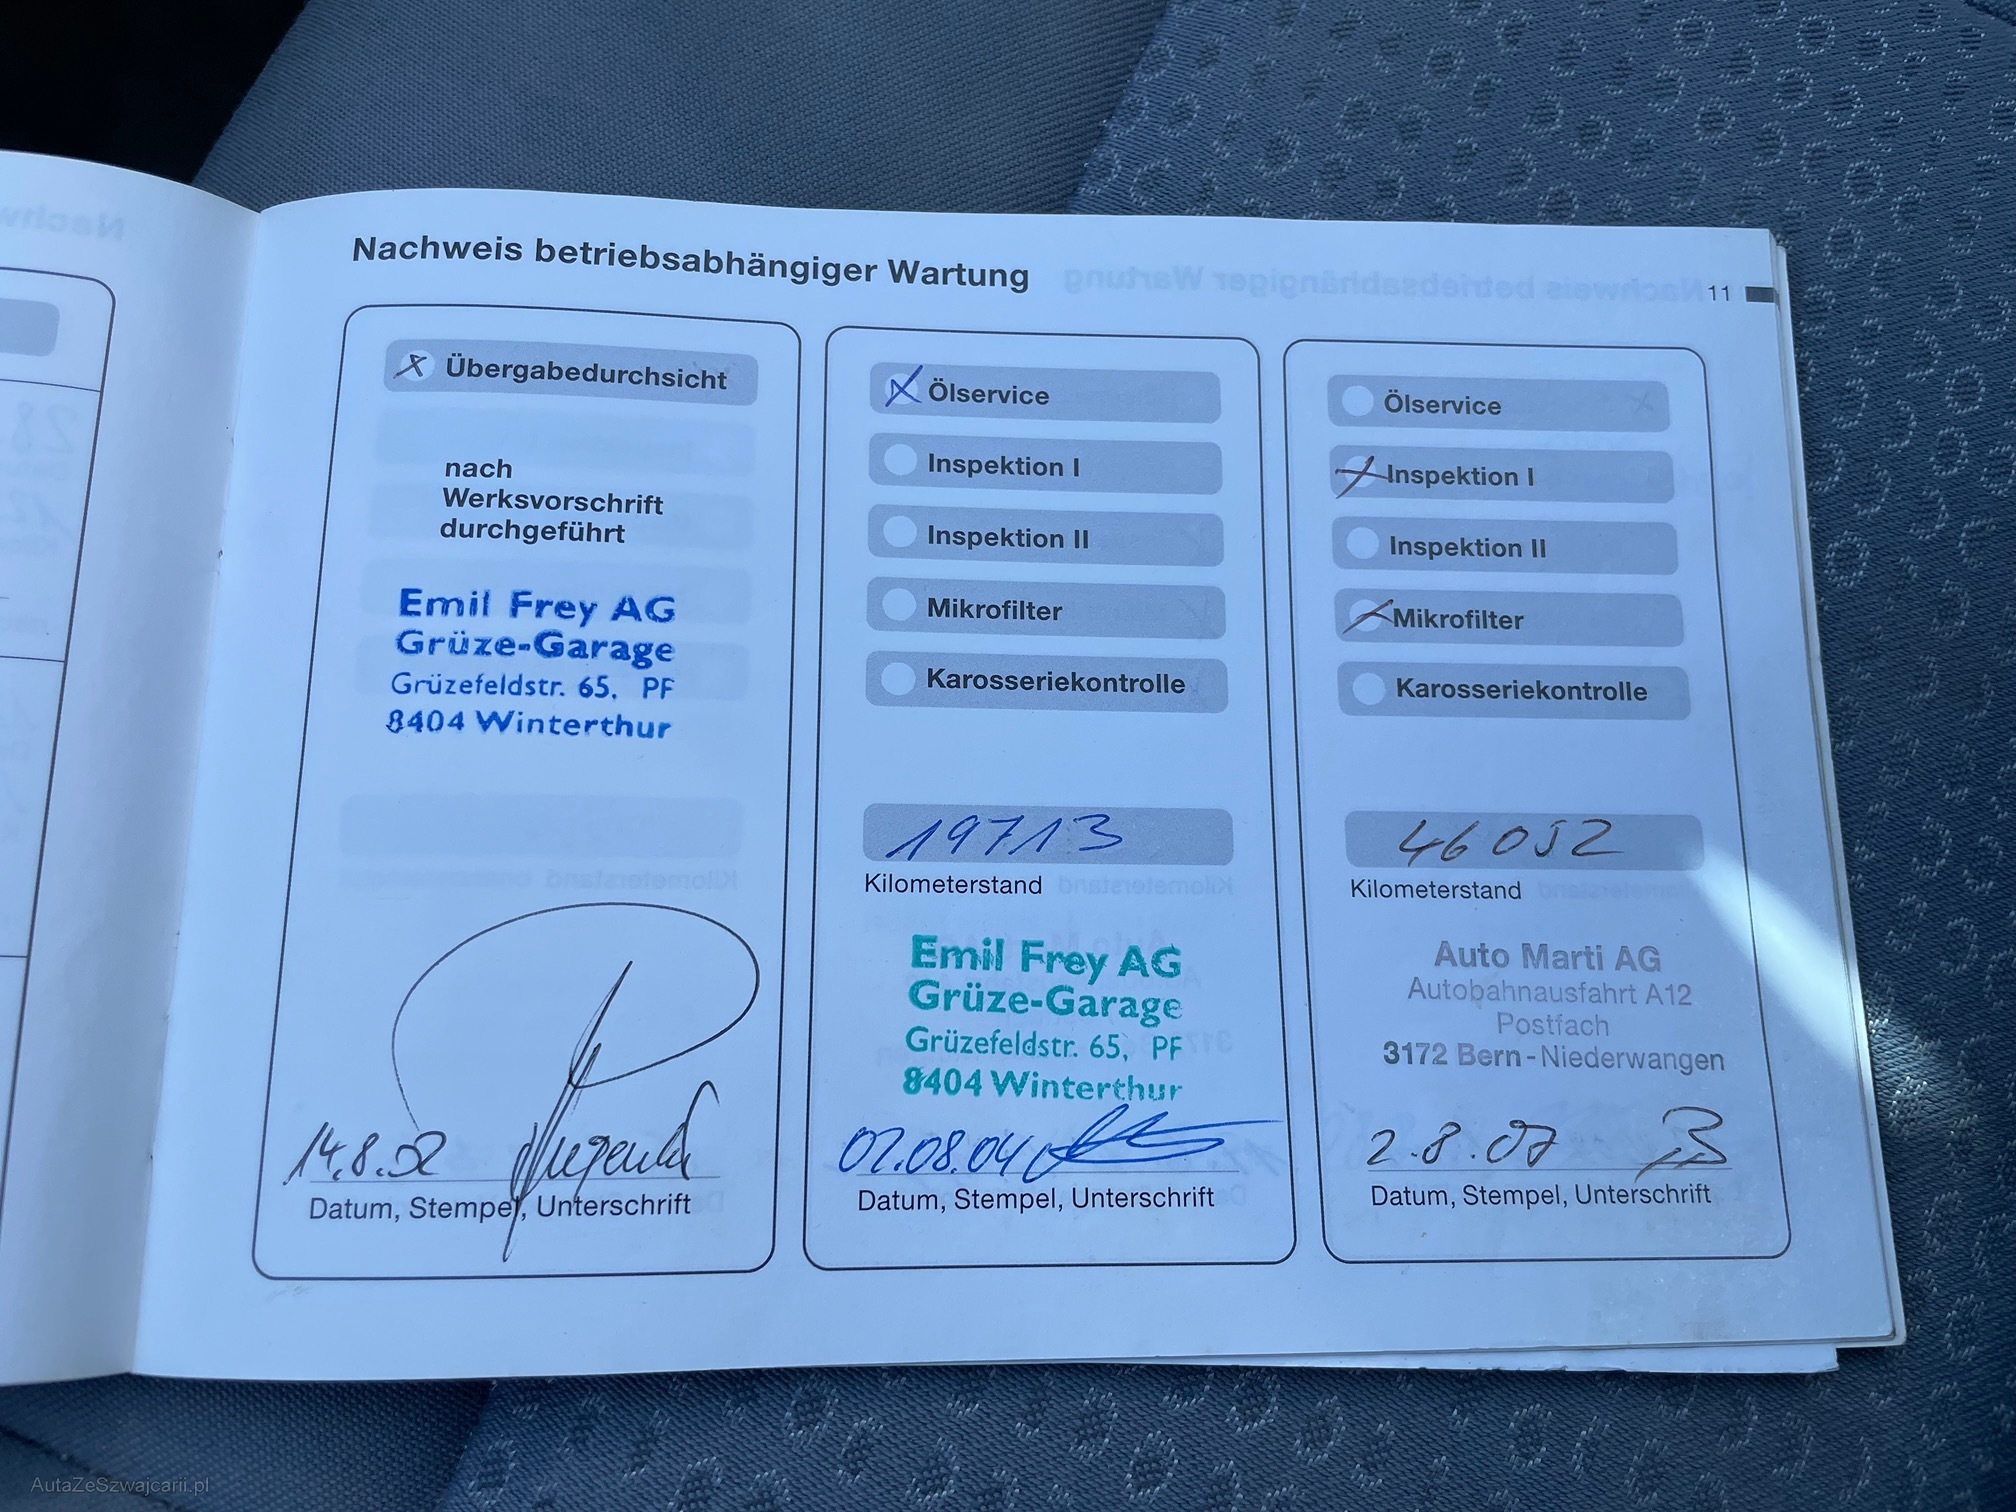 Nachweis betriebsabhängiger Wartung
11
Übergabedurchsicht
nach
Werksvorschrift
durchgeführt
Emil Frey AG
Grüze-Garage
Grüzefeldstr. 65, PF
8404 Winterthur
14.8.02
Datum, Stempel, Unterschrift
Ölservice
Inspektion I
Inspektion II
Mikrofilter
Karosseriekontrolle
19713
Kilometerstand
Emil Frey AG
Grüze-Garage
Grüzefeldstr. 65, PF
8404 Winterthur
02.08.04
Datum, Stempel, Unterschrift
Ölservice
Inspektion I
Inspektion II
Mikrofilter
Karosseriekontrolle
46052
Kilometerstand
Auto Marti AG
Autobahnausfahrt A12
Postfach
3172 Bern-Niederwangen
2.8.07
Datum, Stempel, Unterschrift
AutaZeSzwajcarii.pl